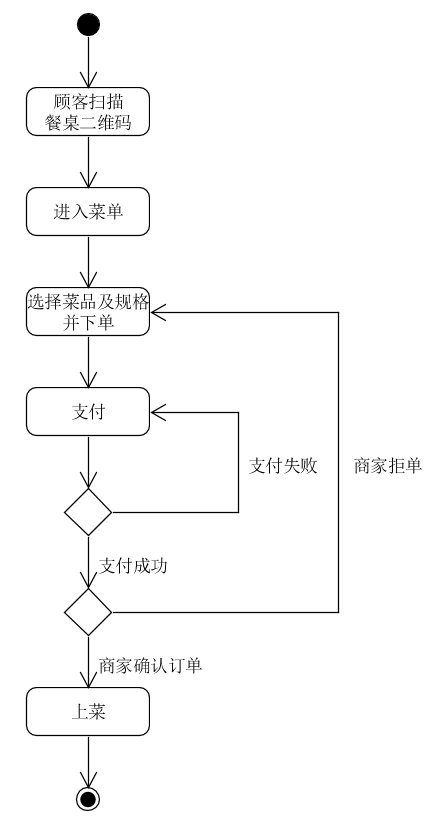 顾客扫描
餐桌二维码
进入菜单
选择菜品及规格
并下单
支付
支付失败
商家拒单
支付成功
商家确认订单
上菜